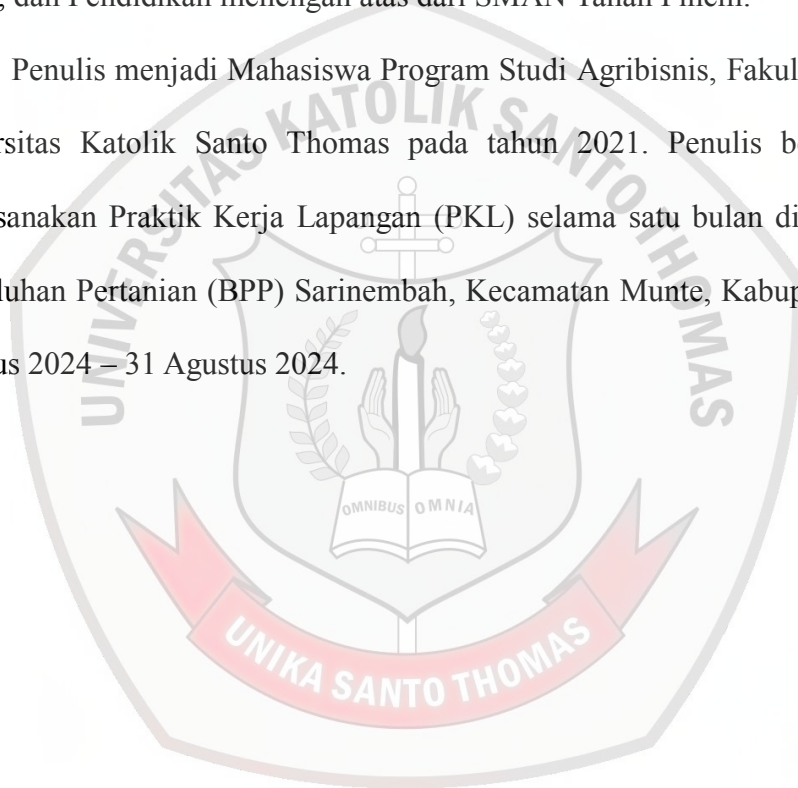 dan Pendidikan menengah atas dari SMAN Tanah Pinem.
Penulis menjadi Mahasiswa Program Studi Agribisnis, Fakul
rsitas Katolik Santo Thomas pada tahun 2021. Penulis be
sanakan Praktik Kerja Lapangan (PKL) selama satu bulan di
luhan Pertanian (BPP) Sarinembah, Kecamatan Munte, Kabup
us 2024 – 31 Agustus 2024.
UNIVERSITAS KATOLIK SANTO THOMAS
OMNIBUS OMNIA
UNIKA SANTO THOMAS